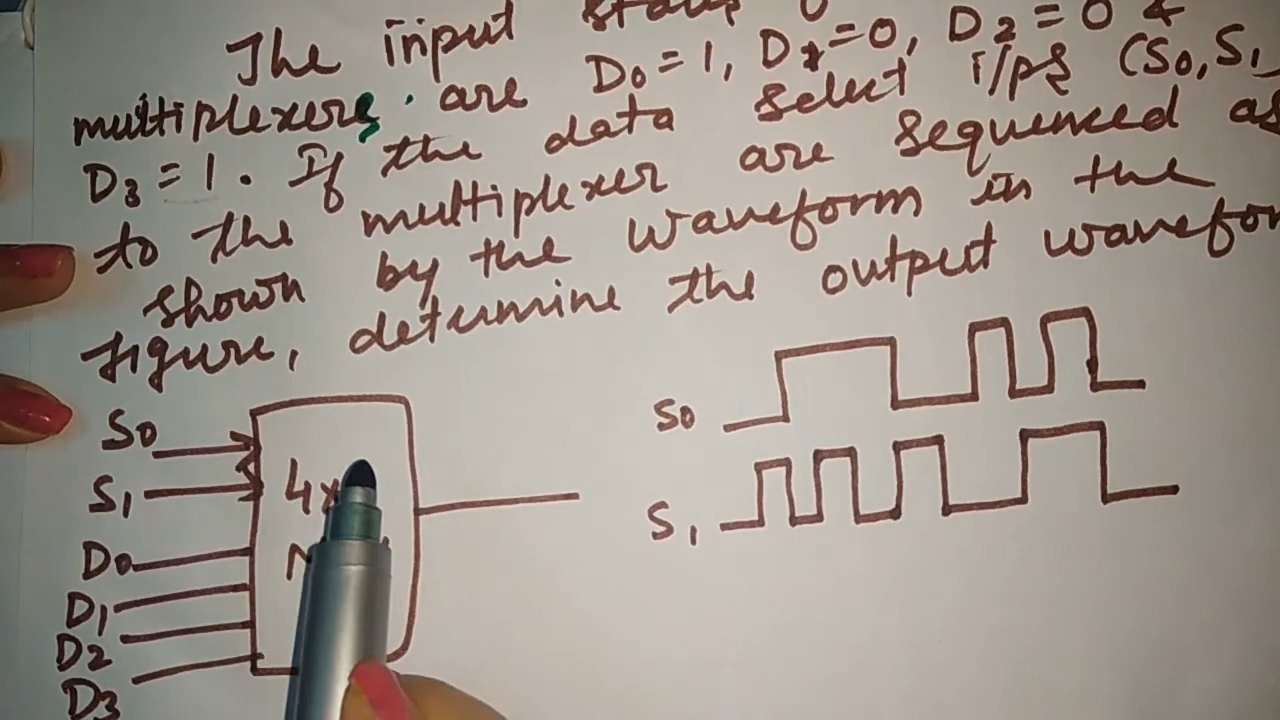 The input
multiplexers. are D0 = 1, D1 = 0, D2 = 0 &
D3 = 1. If the data select i/ps (S0, S1
to the multiplexer are sequenced as
shown by the waveform in the
figure, determine the output wavefor
S0
S1
D0
D1
D2
D3
4x
S0
S1